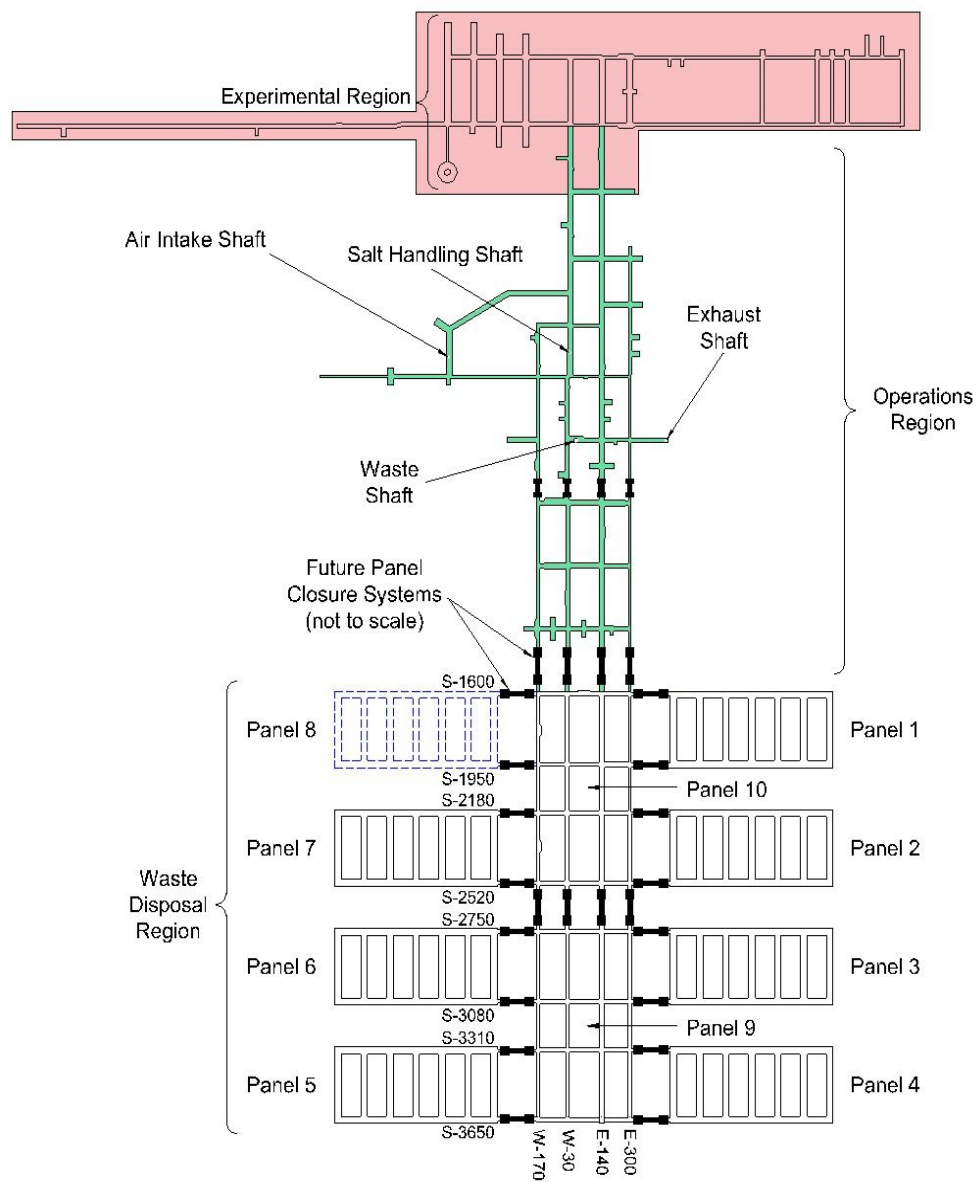 Experimental Region
Air Intake Shaft
Salt Handling Shaft
Exhaust
Shaft
Operations
Region
Waste
Shaft
Future Panel
Closure Systems
(not to scale)
S-1600
Panel 8
Panel 1
S-1950
Panel 10
S-2180
Panel 7
Panel 2
Waste
Disposal
Region
S-2520
S-2750
Panel 6
Panel 3
S-3080
Panel 9
S-3310
Panel 5
Panel 4
S-3650
W-170
W-30
E-140
E-300